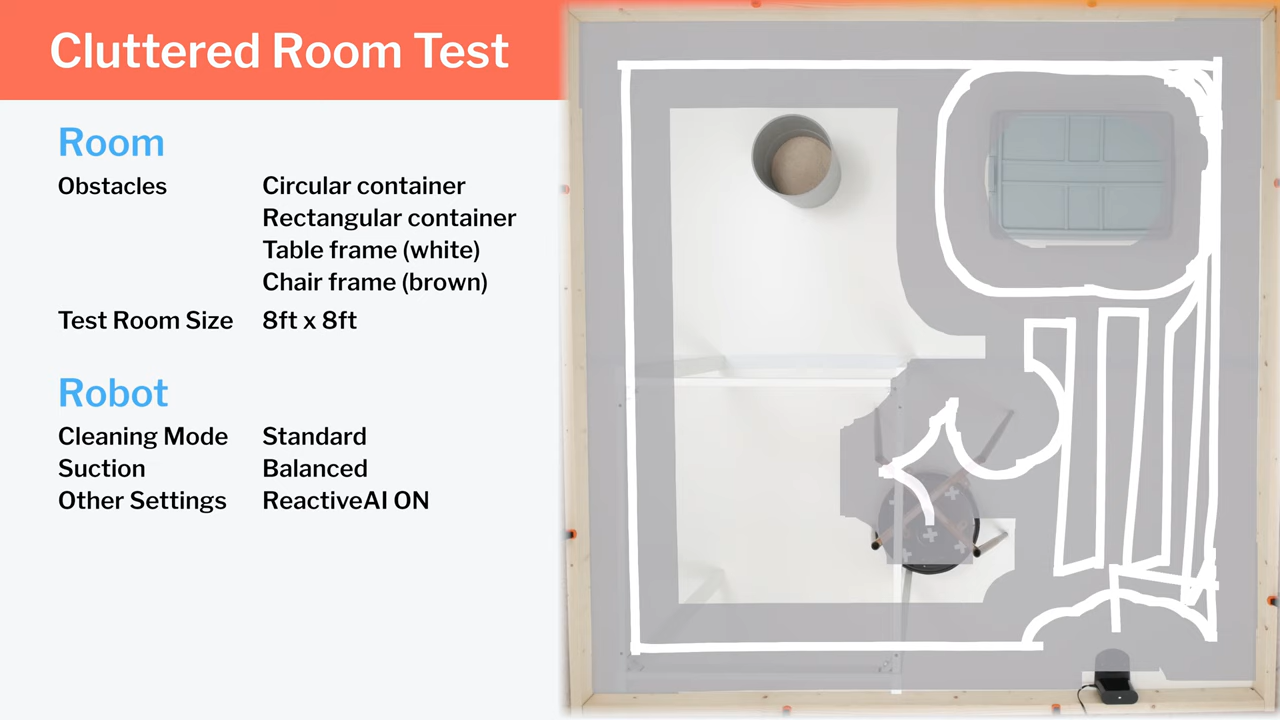 Cluttered Room Test
Room
Obstacles Circular container
Rectangular container
Table frame (white)
Chair frame (brown)
Test Room Size 8ft x 8ft
Robot
Cleaning Mode Standard
Suction Balanced
Other Settings ReactiveAI ON